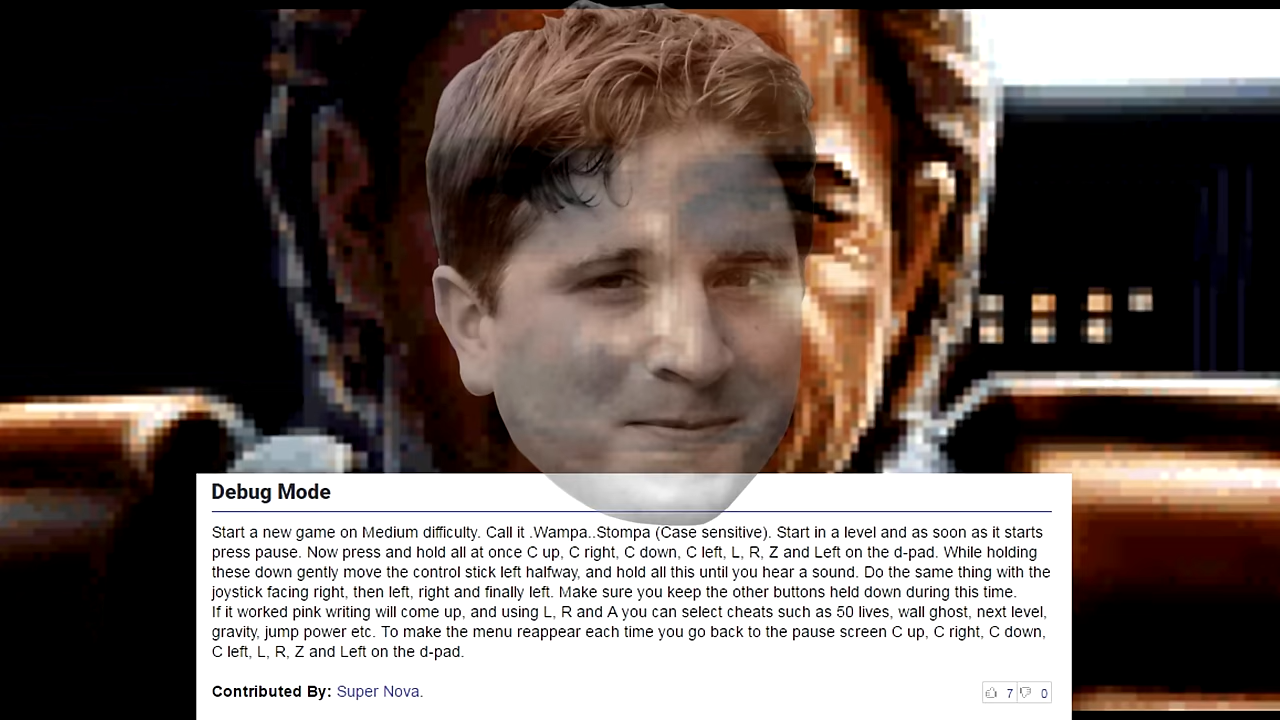 Debug Mode
Start a new game on Medium difficulty. Call it .Wampa..Stompa (Case sensitive). Start in a level and as soon as it starts
press pause. Now press and hold all at once C up, C right, C down, C left, L, R, Z and Left on the d-pad. While holding
these down gently move the control stick left halfway, and hold all this until you hear a sound. Do the same thing with the
joystick facing right, then left, right and finally left. Make sure you keep the other buttons held down during this time.
If it worked pink writing will come up, and using L, R and A you can select cheats such as 50 lives, wall ghost, next level,
gravity, jump power etc. To make the menu reappear each time you go back to the pause screen C up, C right, C down,
C left, L, R, Z and Left on the d-pad.
Contributed By: Super Nova.
7 0